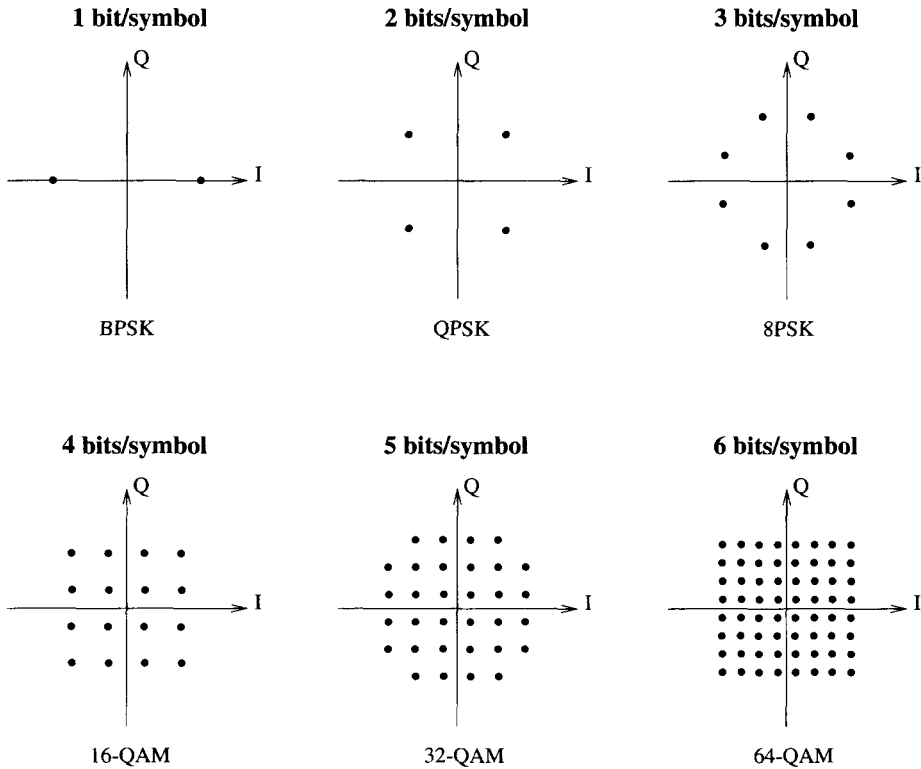 1 bit/symbol
2 bits/symbol
3 bits/symbol
Q
Q
Q
I
I
I
BPSK
QPSK
8PSK
4 bits/symbol
5 bits/symbol
6 bits/symbol
Q
Q
Q
I
I
I
16-QAM
32-QAM
64-QAM